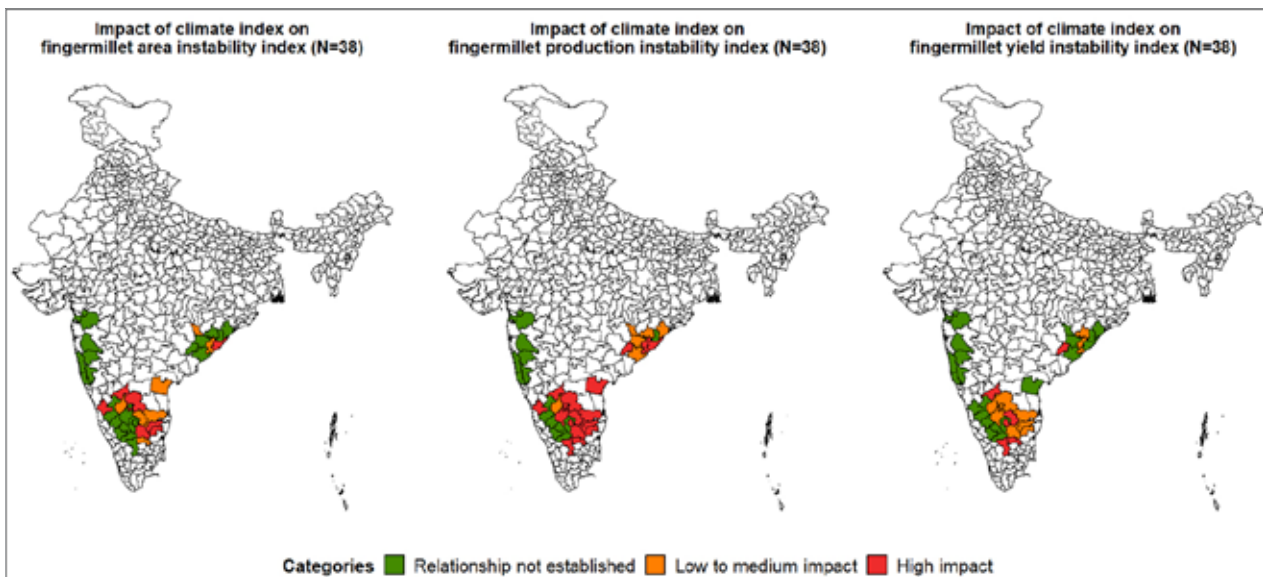 Impact of climate index on
fingermillet area instability index (N=38)
Impact of climate index on
fingermillet production instability index (N=38)
Impact of climate index on
fingermillet yield instability index (N=38)
Categories Relationship not established Low to medium impact High impact